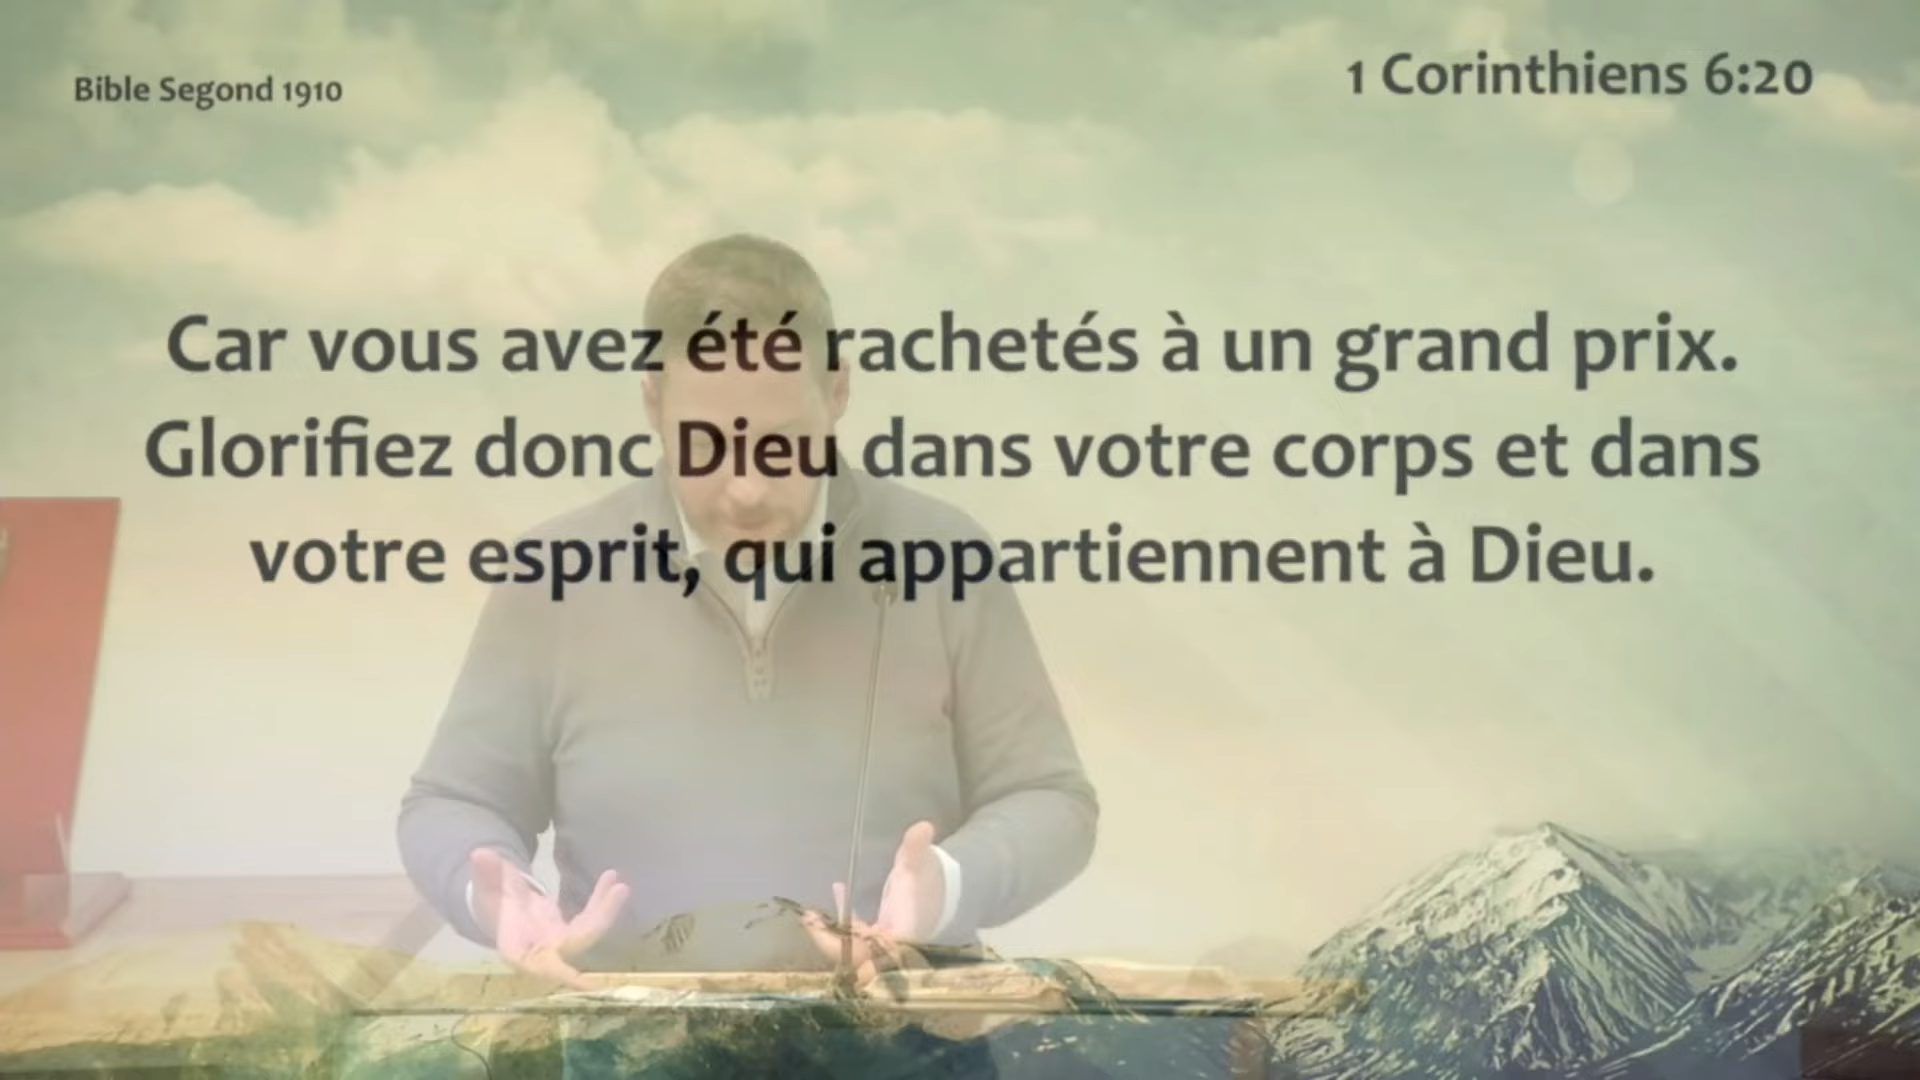 Bible Segond 1910
1 Corinthiens 6:20
Car vous avez été rachetés à un grand prix.
Glorifiez donc Dieu dans votre corps et dans
votre esprit, qui appartiennent à Dieu.